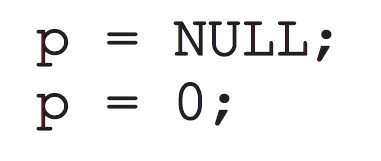 p = NULL;
p = 0;